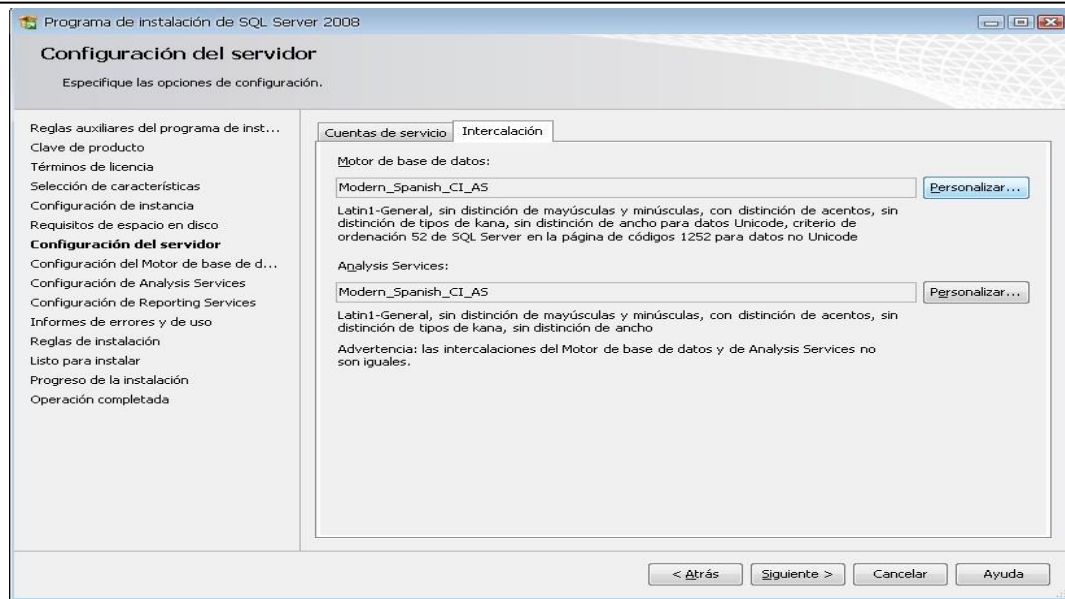 Programa de instalación de SQL Server 2008
Configuración del servidor
Especifique las opciones de configuración.
Reglas auxiliares del programa de inst...
Clave de producto
Términos de licencia
Selección de características
Configuración de instancia
Requisitos de espacio en disco
Configuración del servidor
Configuración del Motor de base de d...
Configuración de Analysis Services
Configuración de Reporting Services
Informes de errores y de uso
Reglas de instalación
Listo para instalar
Progreso de la instalación
Operación completada
Cuentas de servicio
Intercalación
Motor de base de datos:
Modern_Spanish_CI_AS
Personalizar...
Latin1-General, sin distinción de mayúsculas y minúsculas, con distinción de acentos, sin
distinción de tipos de kana, sin distinción de ancho para datos Unicode, criterio de
ordenación 52 de SQL Server en la página de códigos 1252 para datos no Unicode
Analysis Services:
Modern_Spanish_CI_AS
Personalizar...
Latin1-General, sin distinción de mayúsculas y minúsculas, con distinción de acentos, sin
distinción de tipos de kana, sin distinción de ancho
Advertencia: las intercalaciones del Motor de base de datos y de Analysis Services no
son iguales.
< Atrás
Siguiente >
Cancelar
Ayuda